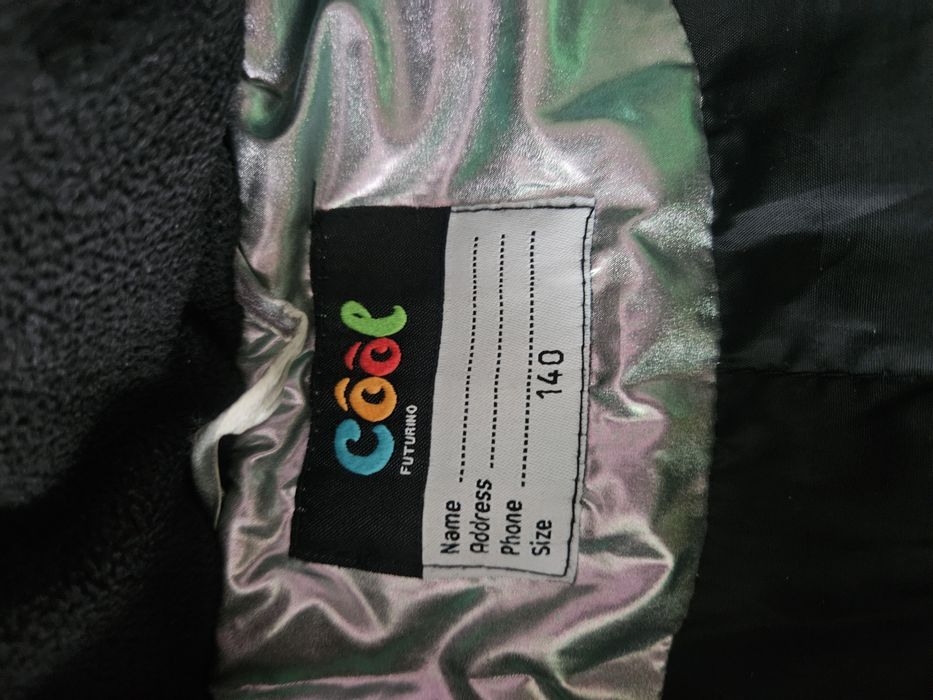 Cool
FUTURINO
Name
Address
Phone
Size 140